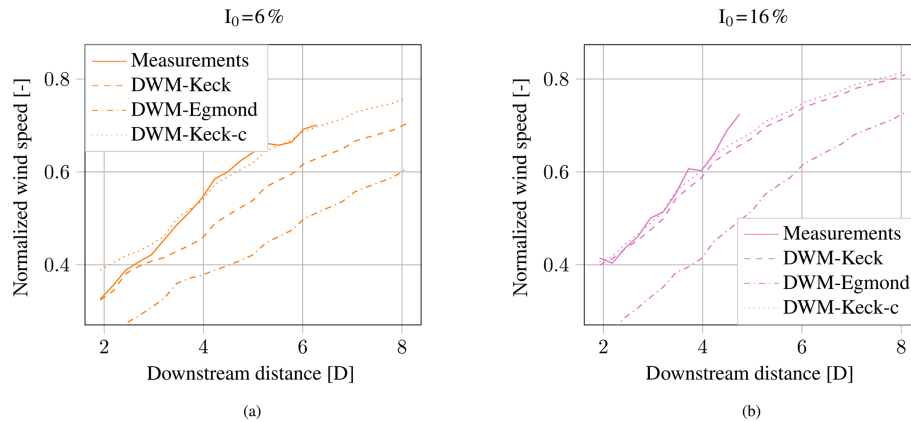 I₀=6%
Normalized wind speed [-]
0.8
0.6
0.4
Measurements
DWM-Keck
DWM-Egmond
DWM-Keck-c
2 4 6 8
Downstream distance [D]
(a)
I₀=16%
Normalized wind speed [-]
0.8
0.6
0.4
Measurements
DWM-Keck
DWM-Egmond
DWM-Keck-c
2 4 6 8
Downstream distance [D]
(b)